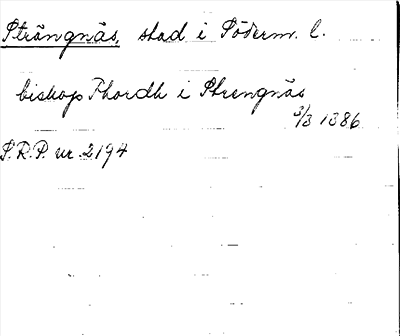 Strängnäs, stad i Söderm. l.
biskop Thordh i Strengnäs
3/3 1386
S.R.P. nr 2194